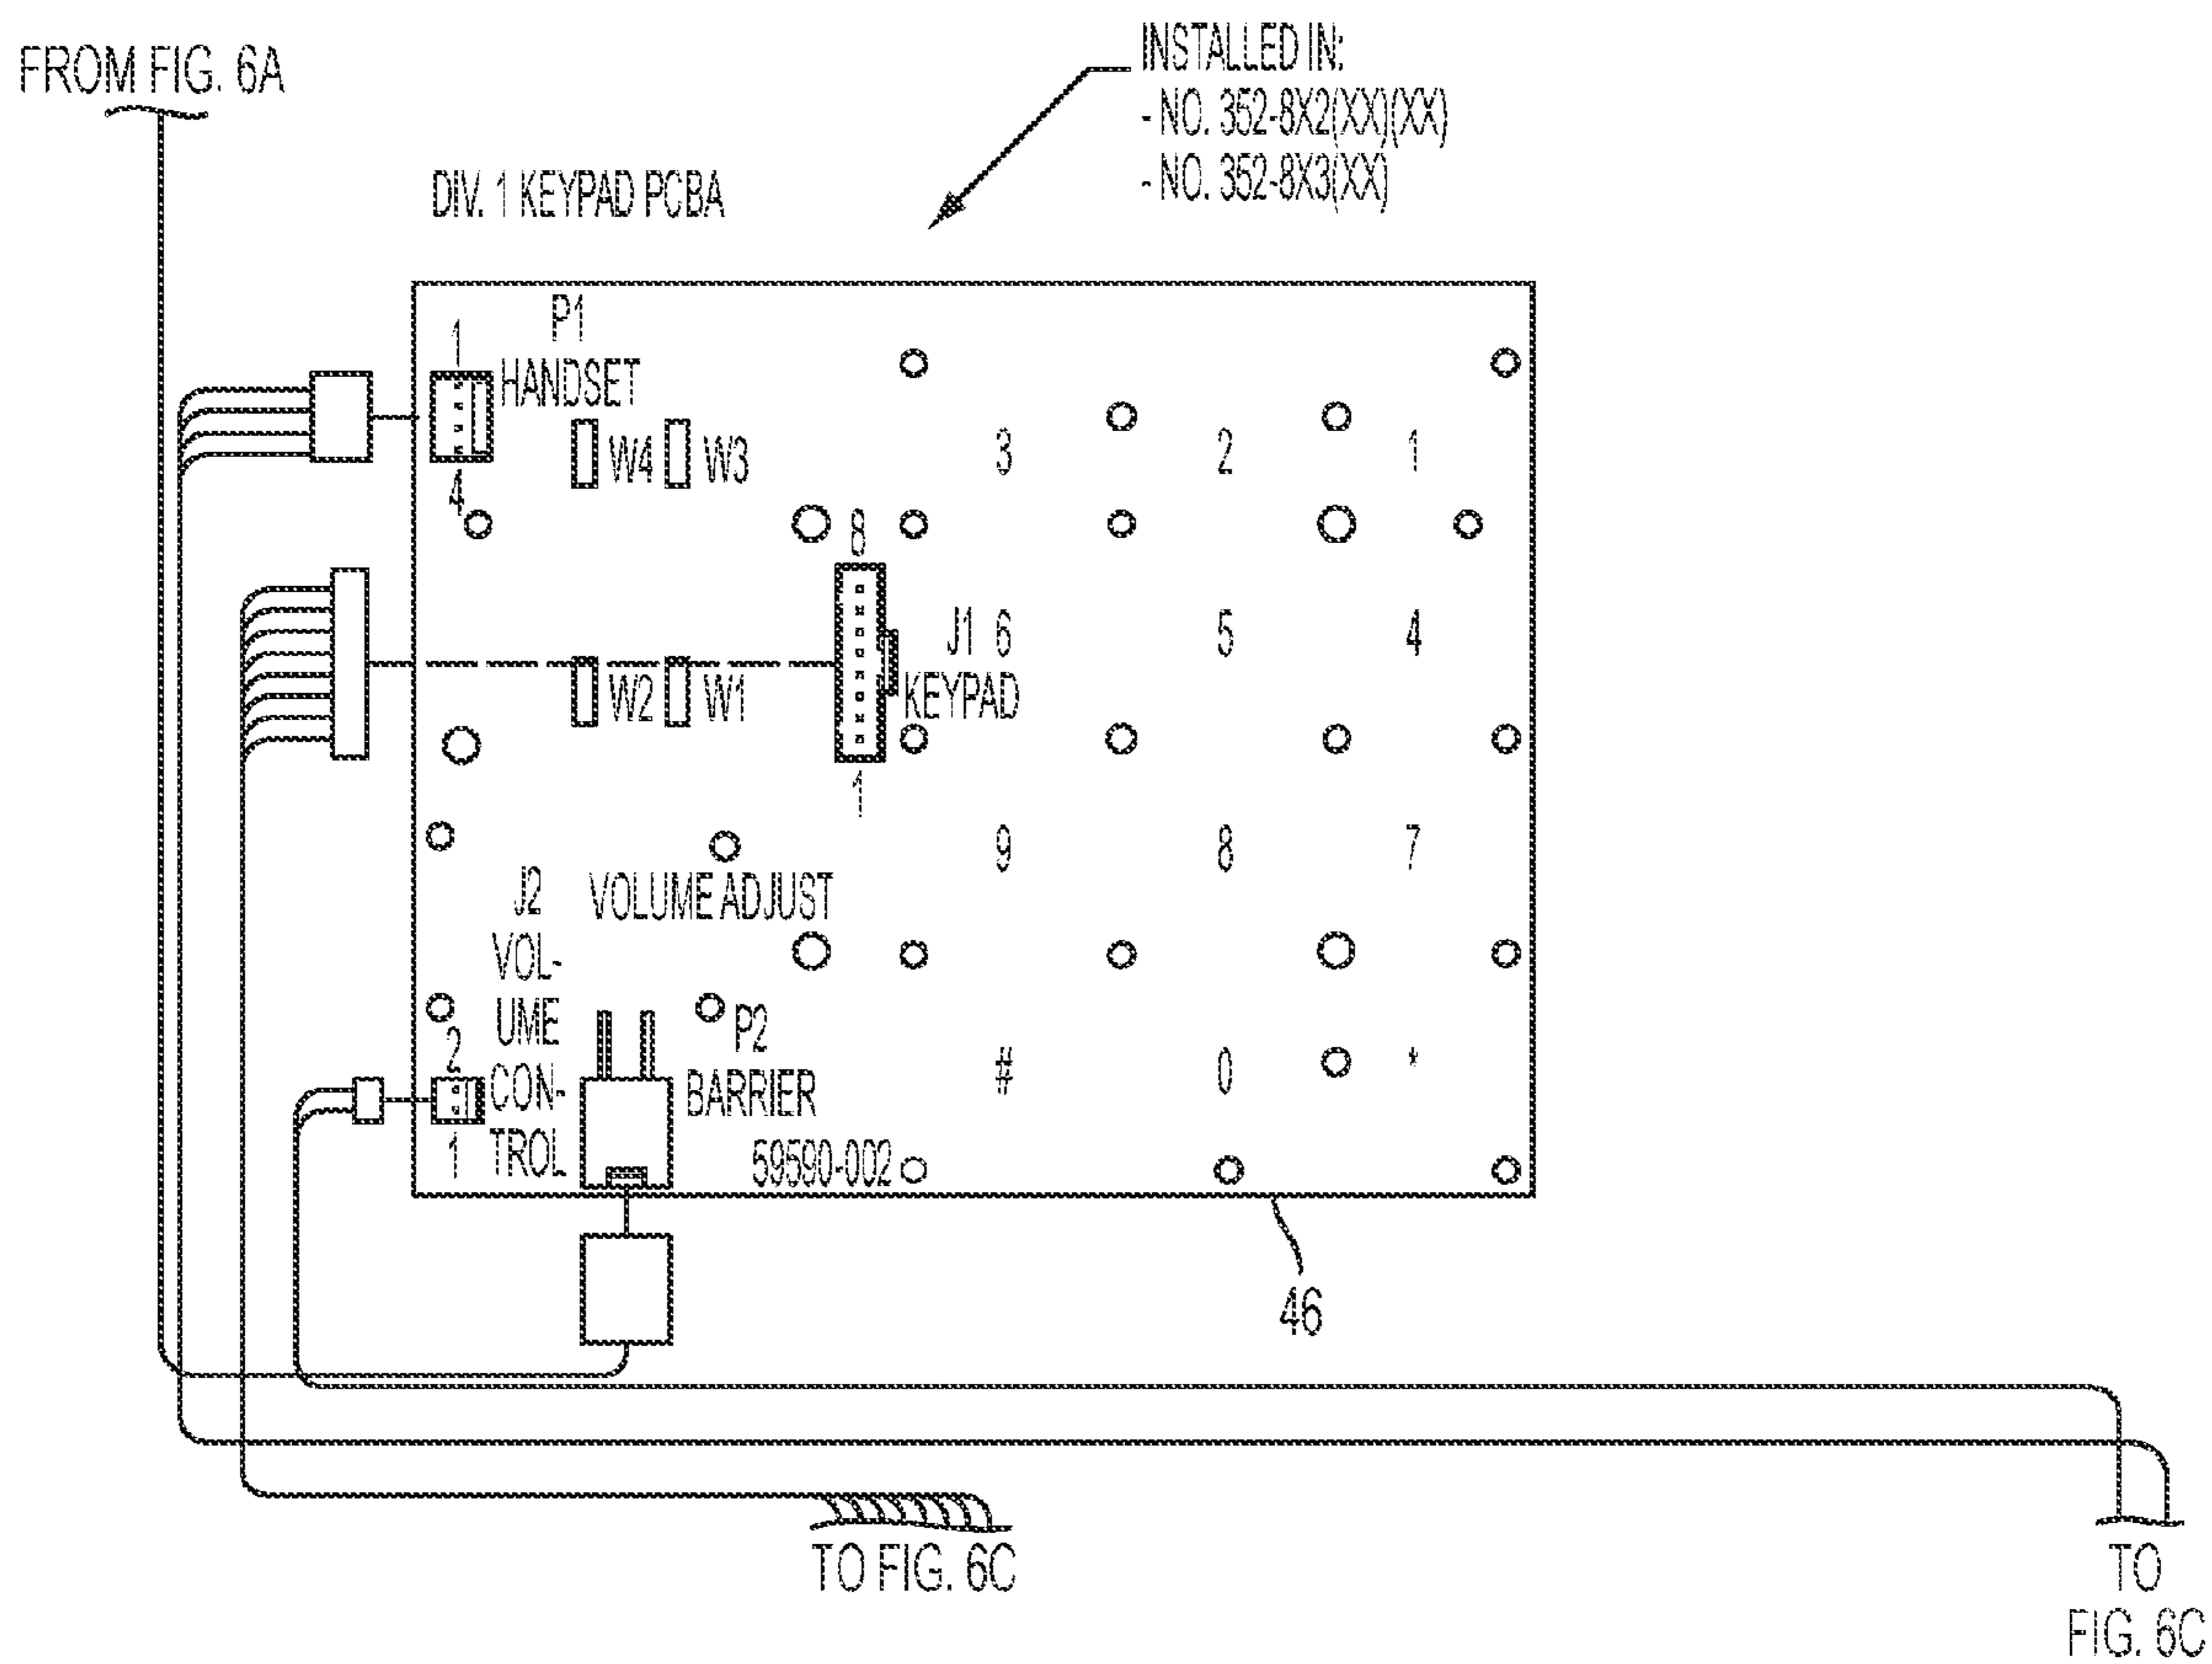 FROM FIG. 6A
INSTALLED IN:
- NO. 352-8X2(XX)(XX)
- NO. 352-8X3(XX)
DIV. 1 KEYPAD PCBA
P1
HANDSET
1
4
W4
W3
3
2
1
8
J1
6
5
4
KEYPAD
W2
W1
1
9
8
7
J2
VOL-
UME
CON-
TROL
VOLUME ADJUST
2
1
P2
BARRIER
#
0
*
59590-002
46
TO FIG. 6C
TO
FIG. 6C